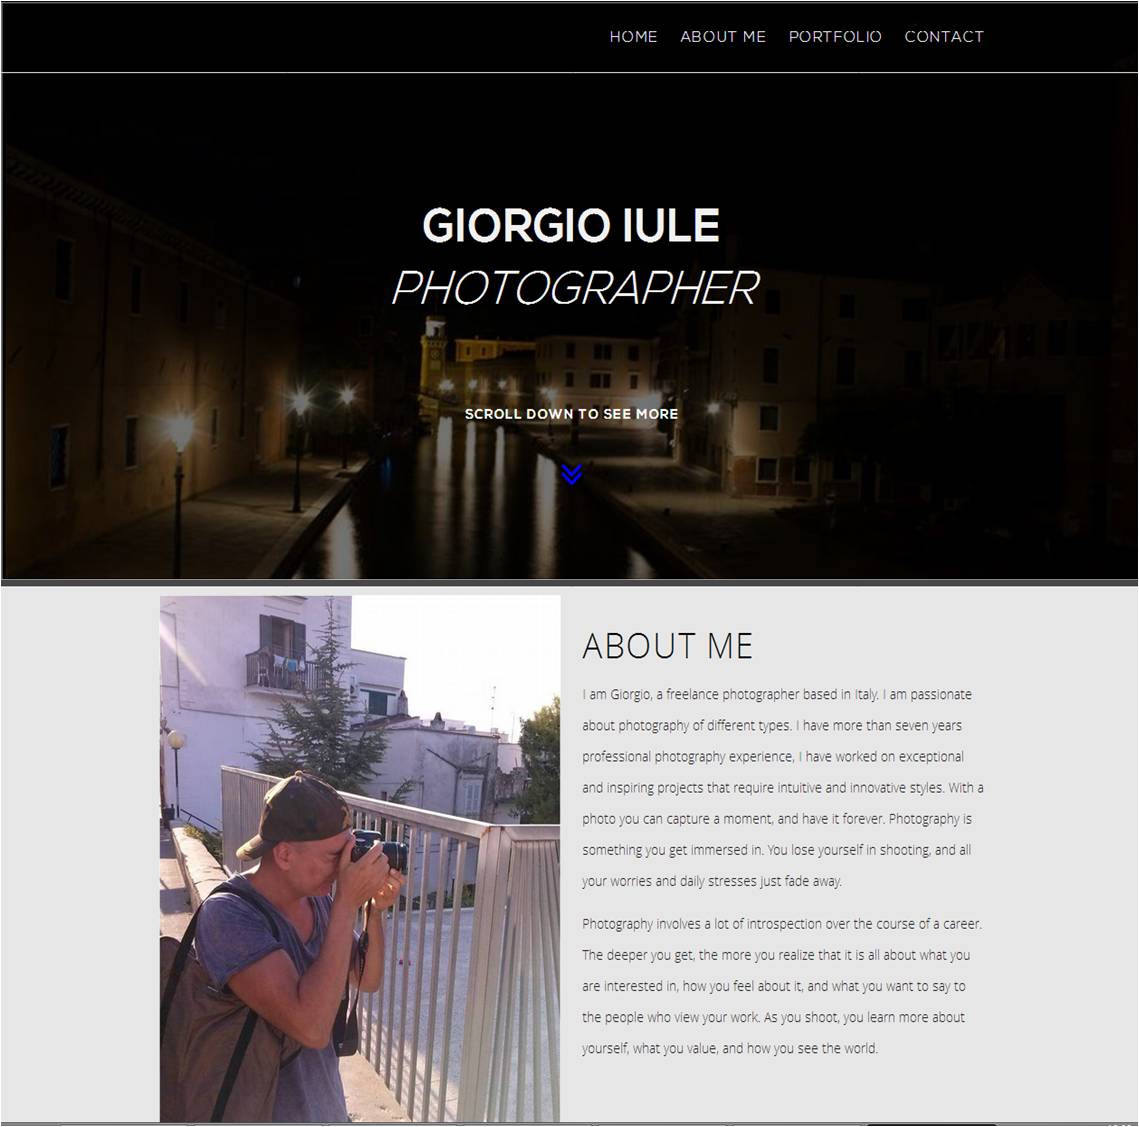 HOME ABOUT ME PORTFOLIO CONTACT
GIORGIO IULE
PHOTOGRAPHER
SCROLL DOWN TO SEE MORE
ABOUT ME
I am Giorgio, a freelance photographer based in Italy. I am passionate
about photography of different types. I have more than seven years
professional photography experience, I have worked on exceptional
and inspiring projects that require intuitive and innovative styles. With a
photo you can capture a moment, and have it forever. Photography is
something you get immersed in. You lose yourself in shooting, and all
your worries and daily stresses just fade away.
Photography involves a lot of introspection over the course of a career.
The deeper you get, the more you realize that it is all about what you
are interested in, how you feel about it, and what you want to say to
the people who view your work. As you shoot, you learn more about
yourself, what you value, and how you see the world.